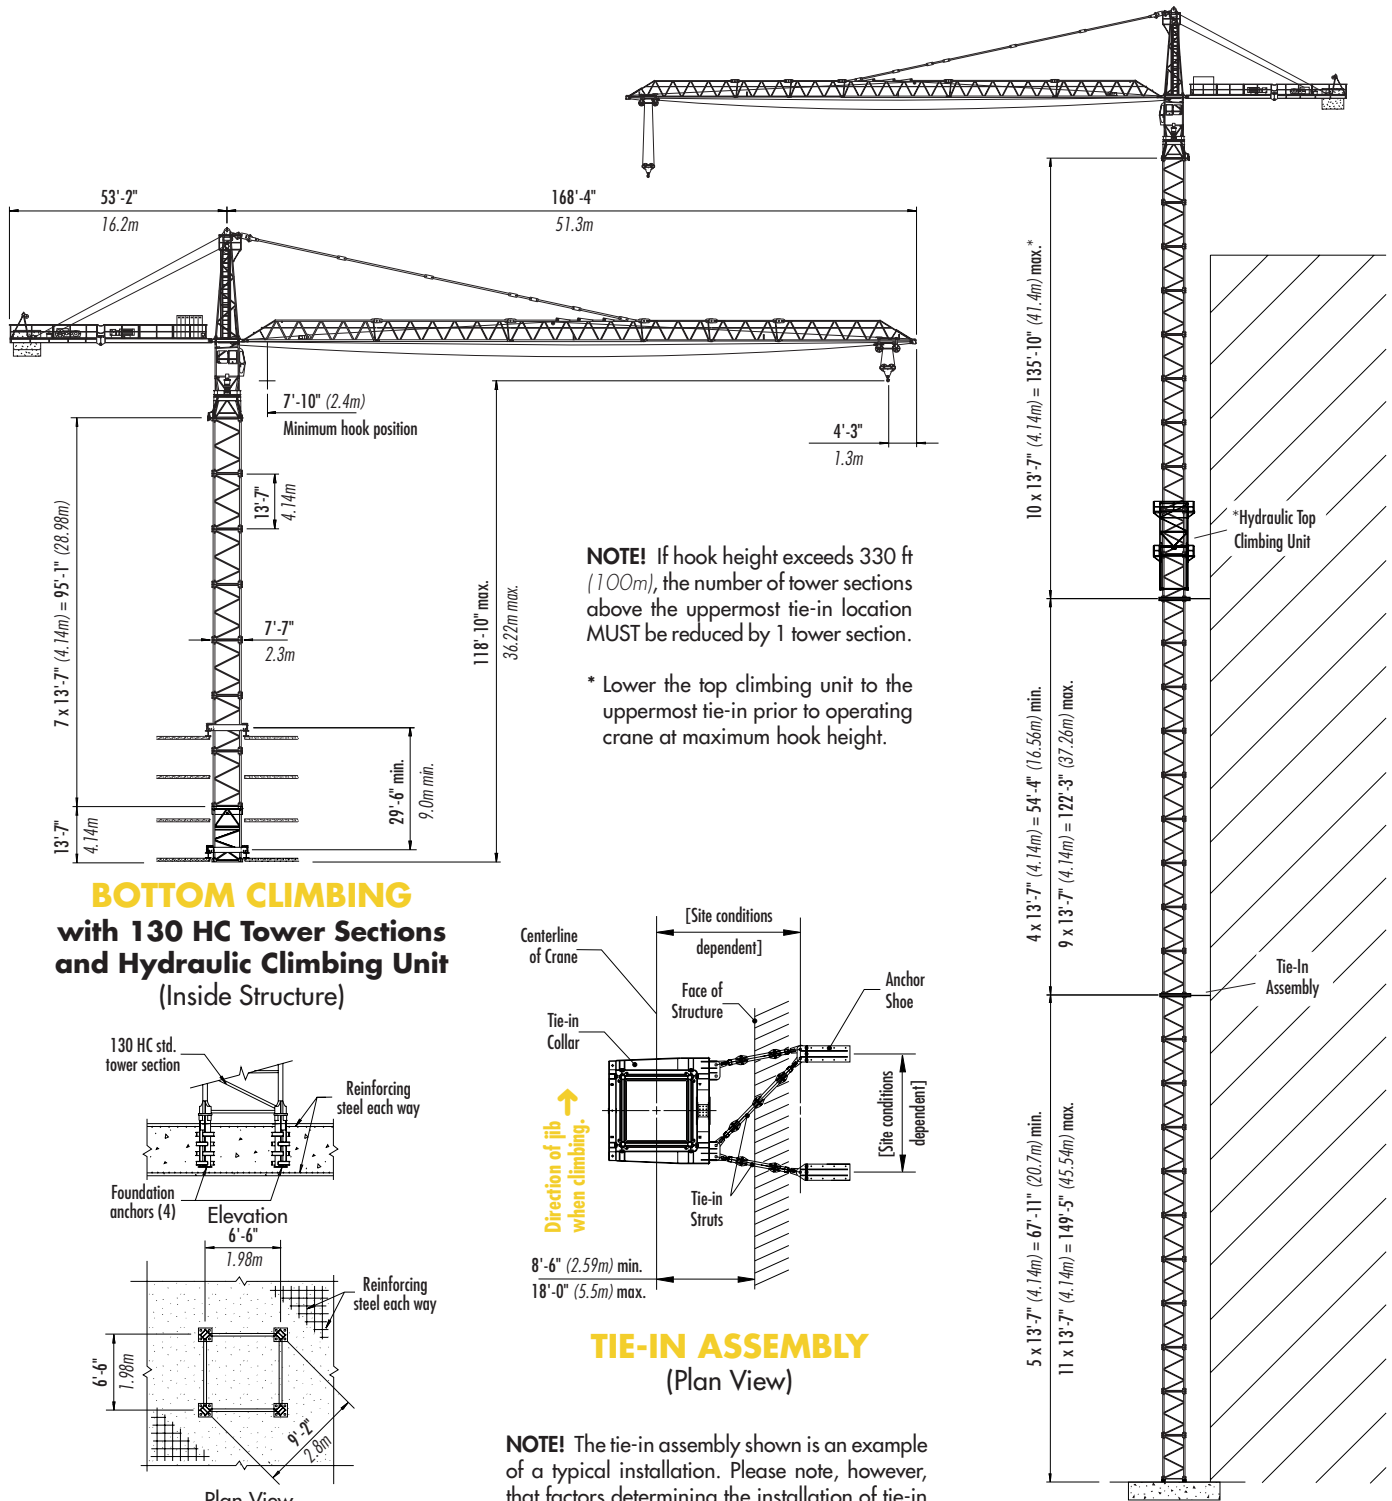 53'-2"
16.2m
168'-4"
51.3m
7'-10" (2.4m)
Minimum hook position
4'-3"
1.3m
13'-7"
4.14m
7 x 13'-7" (4.14m) = 95'-1" (28.98m)
7'-7"
2.3m
118'-10" max.
36.22m max.
29'-6" min.
9.0m min.
13'-7"
4.14m
BOTTOM CLIMBING
with 130 HC Tower Sections
and Hydraulic Climbing Unit
(Inside Structure)
NOTE! If hook height exceeds 330 ft
(100m), the number of tower sections
above the uppermost tie-in location
MUST be reduced by 1 tower section.
* Lower the top climbing unit to the
uppermost tie-in prior to operating
crane at maximum hook height.
10 x 13'-7" (4.14m) = 135'-10" (41.4m) max.*
*Hydraulic Top
Climbing Unit
4 x 13'-7" (4.14m) = 54'-4" (16.56m) min.
9 x 13'-7" (4.14m) = 122'-3" (37.26m) max.
Tie-In
Assembly
5 x 13'-7" (4.14m) = 67'-11" (20.7m) min.
11 x 13'-7" (4.14m) = 149'-5" (45.54m) max.
130 HC std.
tower section
Reinforcing
steel each way
Foundation
anchors (4)
Elevation
6'-6"
1.98m
Reinforcing
steel each way
6'-6"
1.98m
9'-2"
2.8m
Plan View
[Site conditions
dependent]
Centerline
of Crane
Face of
Structure
Anchor
Shoe
Tie-in
Collar
Direction of jib
when climbing.
[Site conditions
dependent]
Tie-in
Struts
8'-6" (2.59m) min.
18'-0" (5.5m) max.
TIE-IN ASSEMBLY
(Plan View)
NOTE! The tie-in assembly shown is an example
of a typical installation. Please note, however,
that factors determining the installation of tie-in